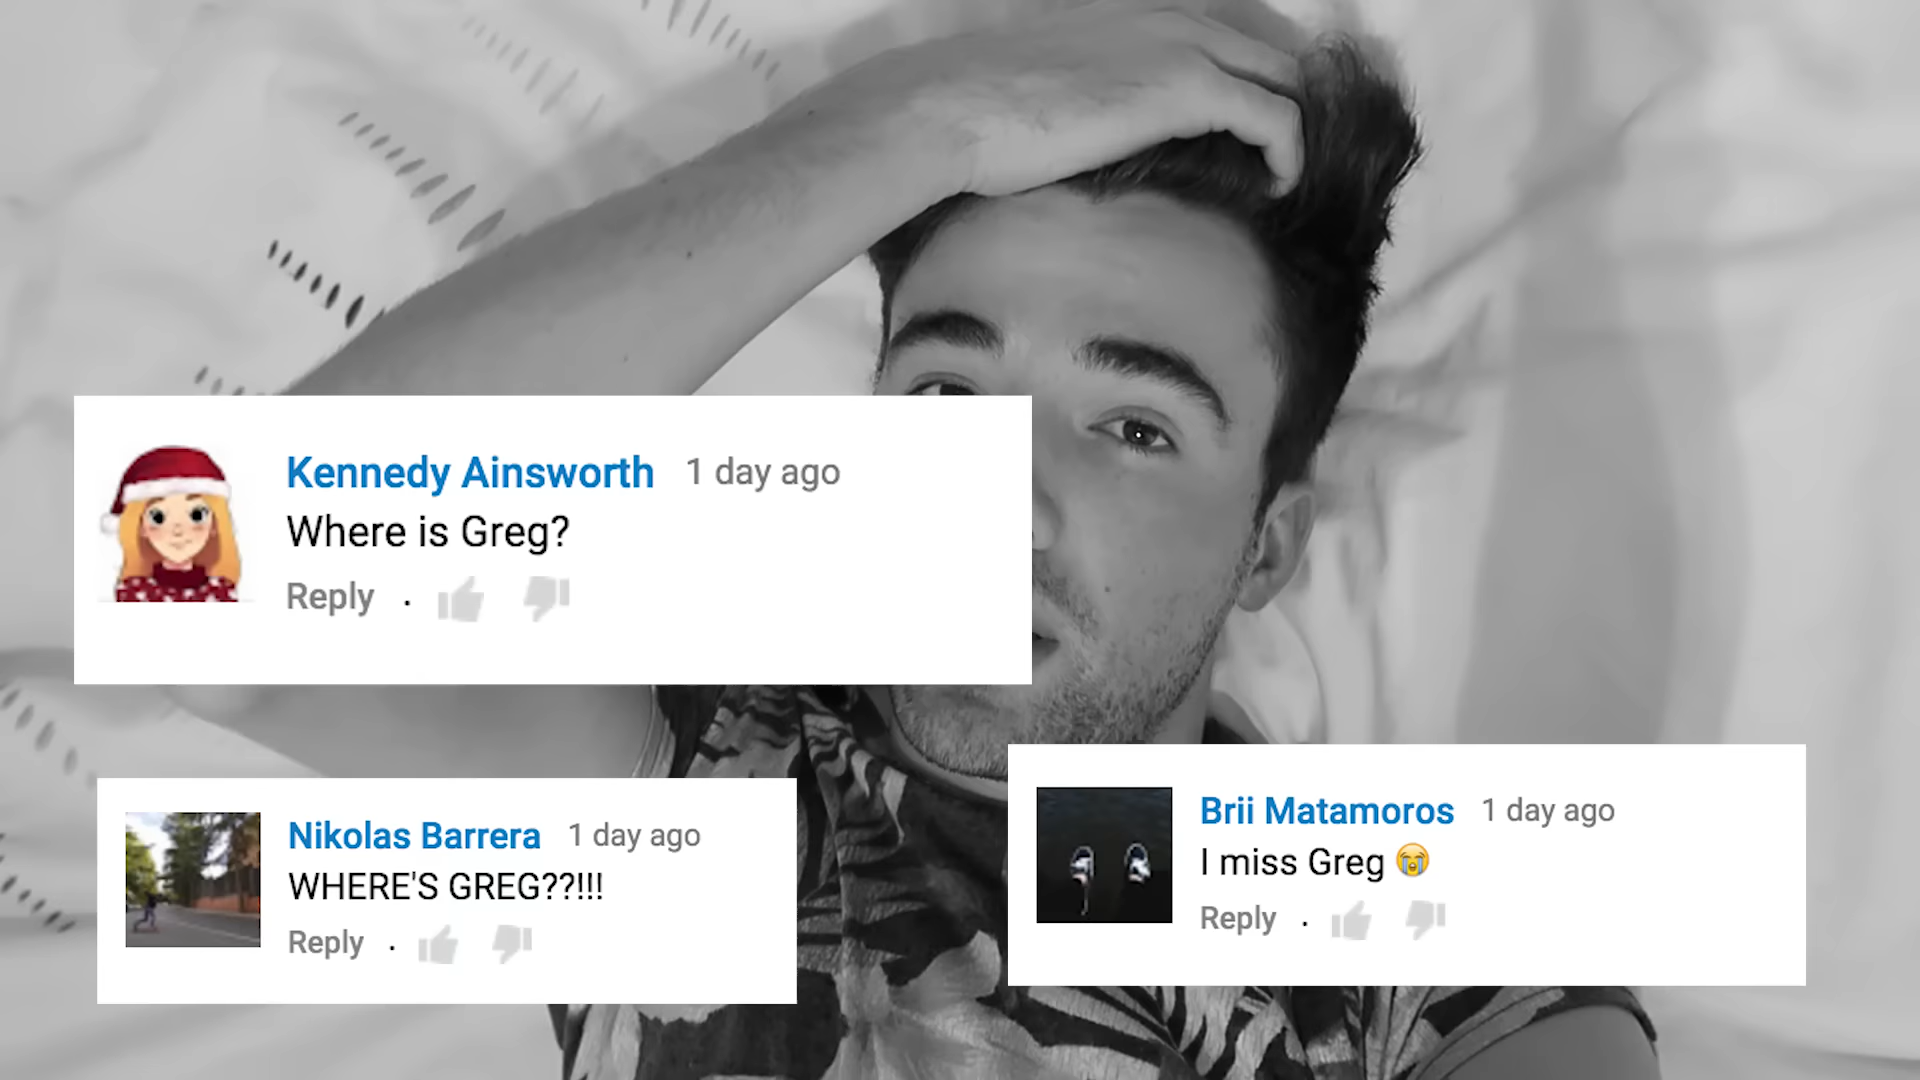 Kennedy Ainsworth 1 day ago
Where is Greg?
Reply .
Nikolas Barrera 1 day ago
WHERE'S GREG??!!!
Reply .
Brii Matamoros 1 day ago
I miss Greg 😭
Reply .